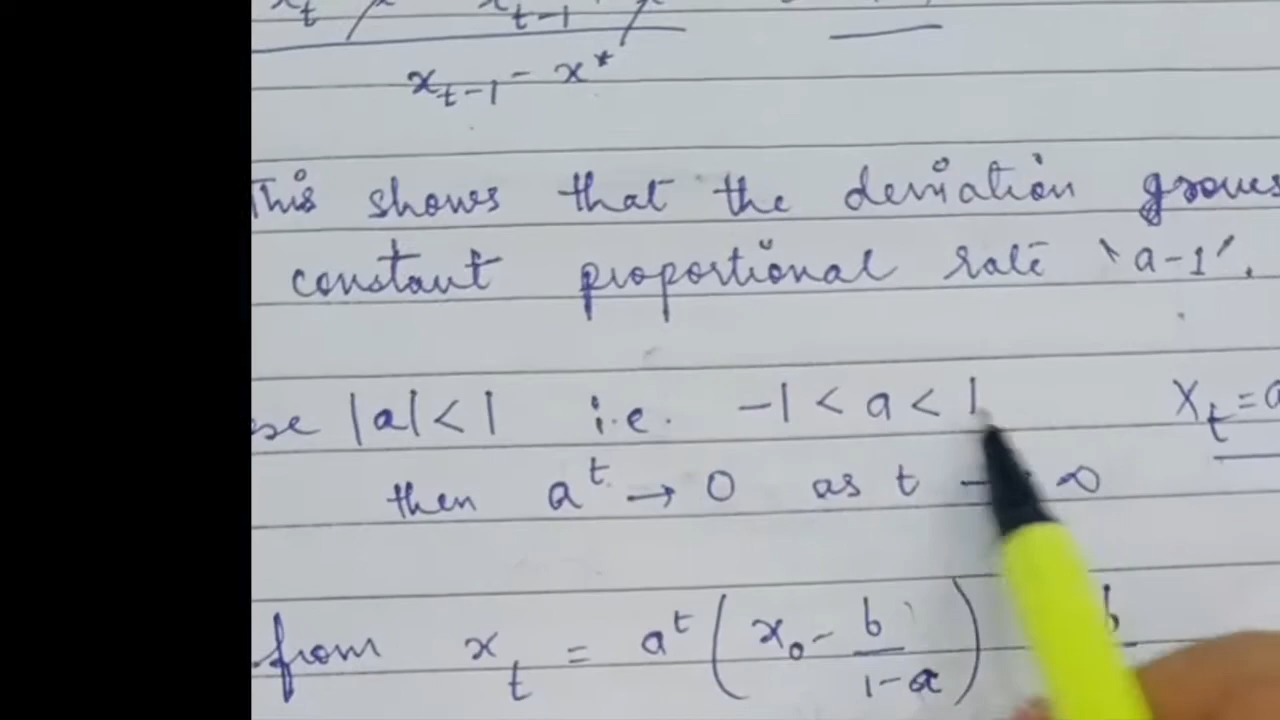 x_{t-1} - x*
This shows that the deviation grows
constant proportional rate 'a-1'.
|a| < 1 i.e. -1 < a < 1 X_t =
then a^t → 0 as t → ∞
from x_t = a^t (x_0 - b/(1-a)) b